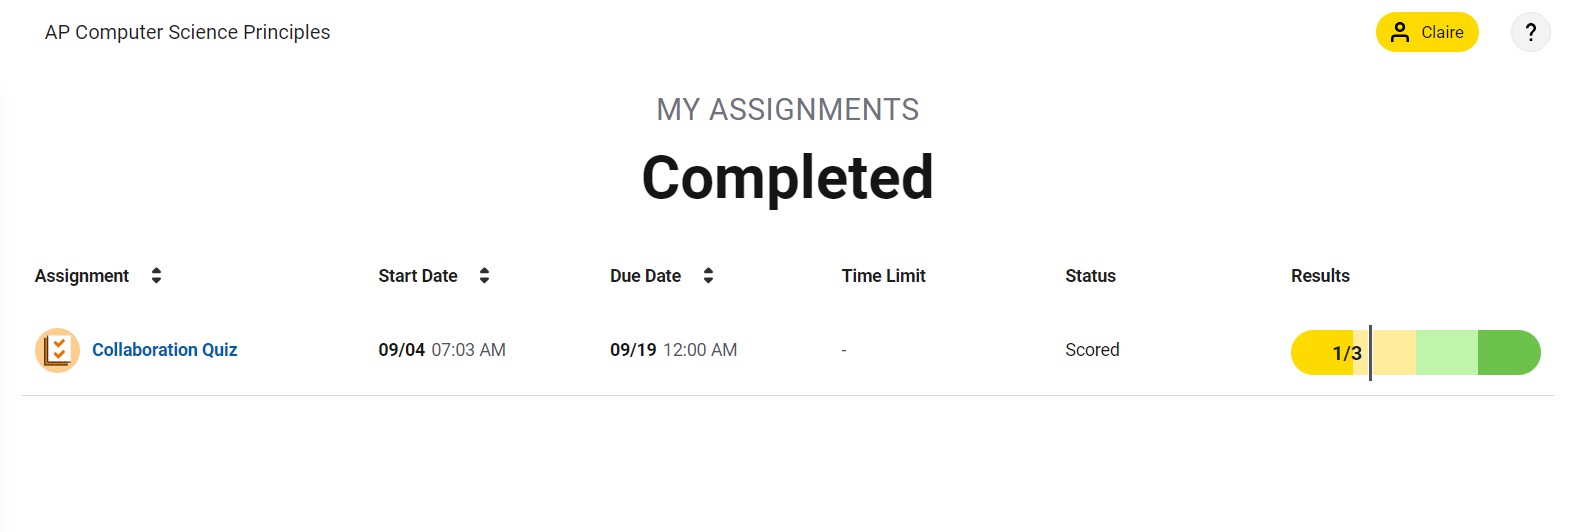 AP Computer Science Principles
Claire
?
MY ASSIGNMENTS
Completed
Assignment Start Date Due Date Time Limit Status Results
Collaboration Quiz 09/04 07:03 AM 09/19 12:00 AM - Scored 1/3